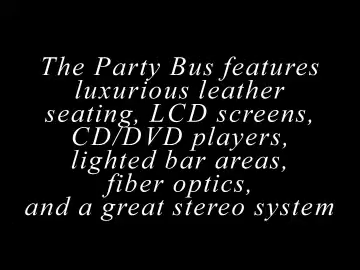 The Party Bus features
luxurious leather
seating, LCD screens,
CD/DVD players,
lighted bar areas,
fiber optics,
and a great stereo system